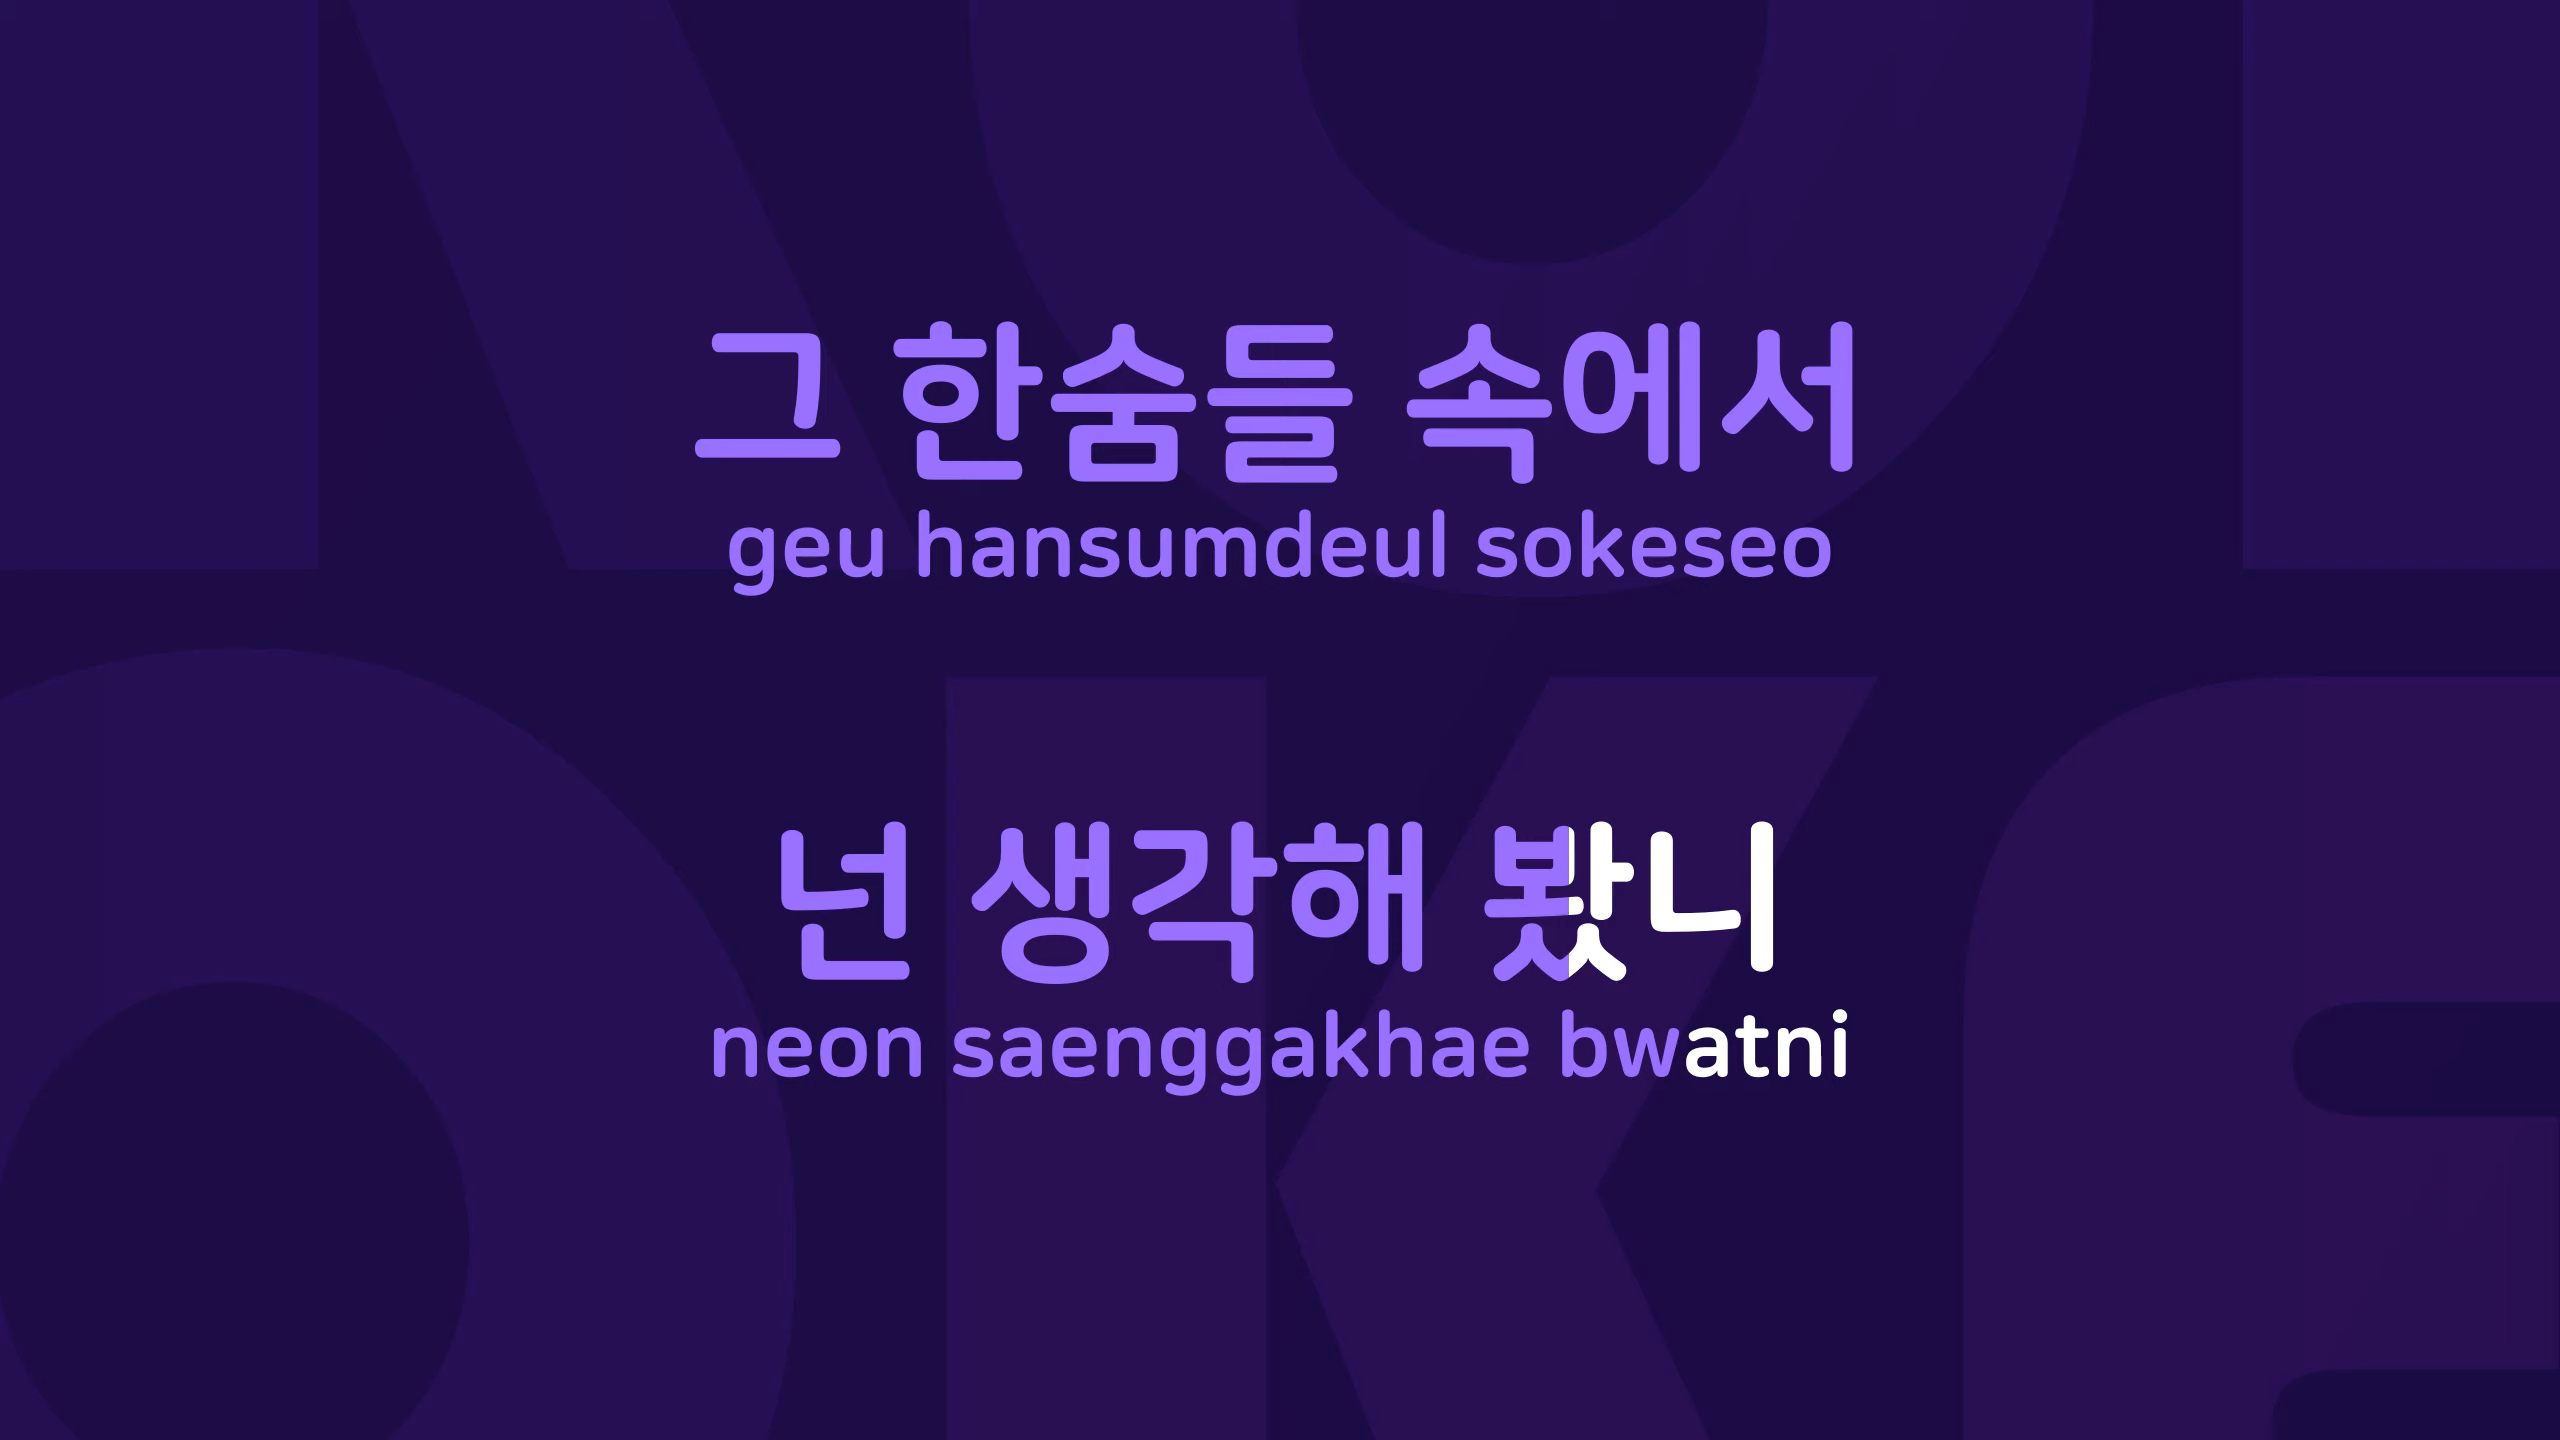 그 한숨들 속에서
geu hansumdeul sokeseo
넌 생각해 봤니
neon saenggakhae bwatni